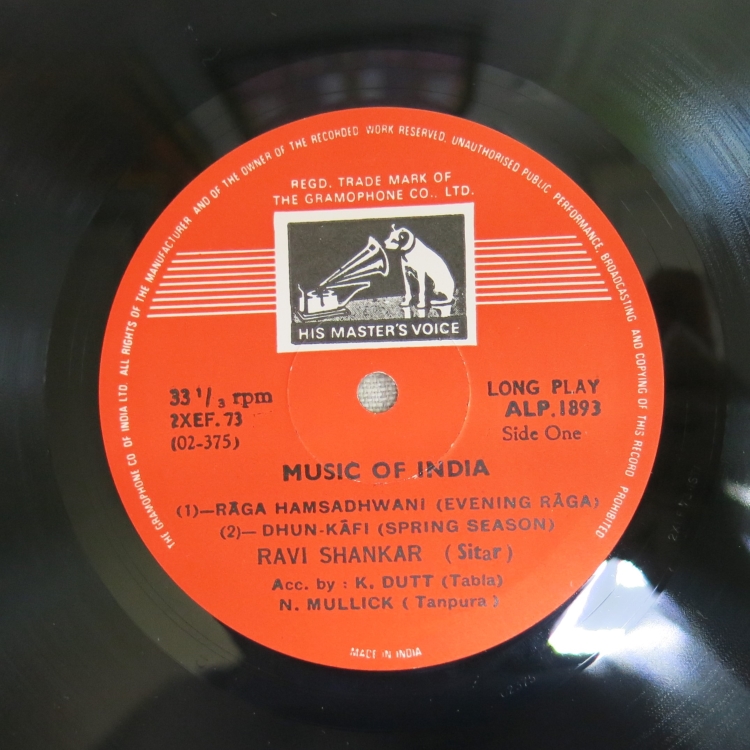 THE GRAMOPHONE CO OF INDIA LTD. ALL RIGHTS OF THE MANUFACTURER AND OF THE OWNER OF THE RECORDED WORK RESERVED. UNAUTHORISED PUBLIC PERFORMANCE, BROADCASTING AND COPYING OF THIS RECORD PROHIBITED
REGD. TRADE MARK OF
THE GRAMOPHONE CO., LTD.
HIS MASTER'S VOICE
33 1/3 rpm
2XEF. 73
(02-375)
LONG PLAY
ALP. 1893
Side One
MUSIC OF INDIA
(1)—RĀGA HAMSADHWANI (EVENING RĀGA)
(2)— DHUN-KĀFI (SPRING SEASON)
RAVI SHANKAR (Sitar)
Acc. by : K. DUTT (Tabla)
N. MULLICK ( Tanpura )
MADE IN INDIA